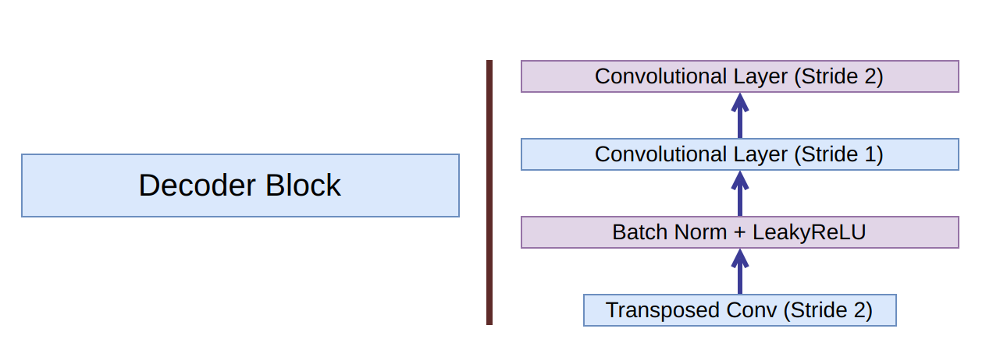 Decoder Block
Convolutional Layer (Stride 2)
Convolutional Layer (Stride 1)
Batch Norm + LeakyReLU
Transposed Conv (Stride 2)